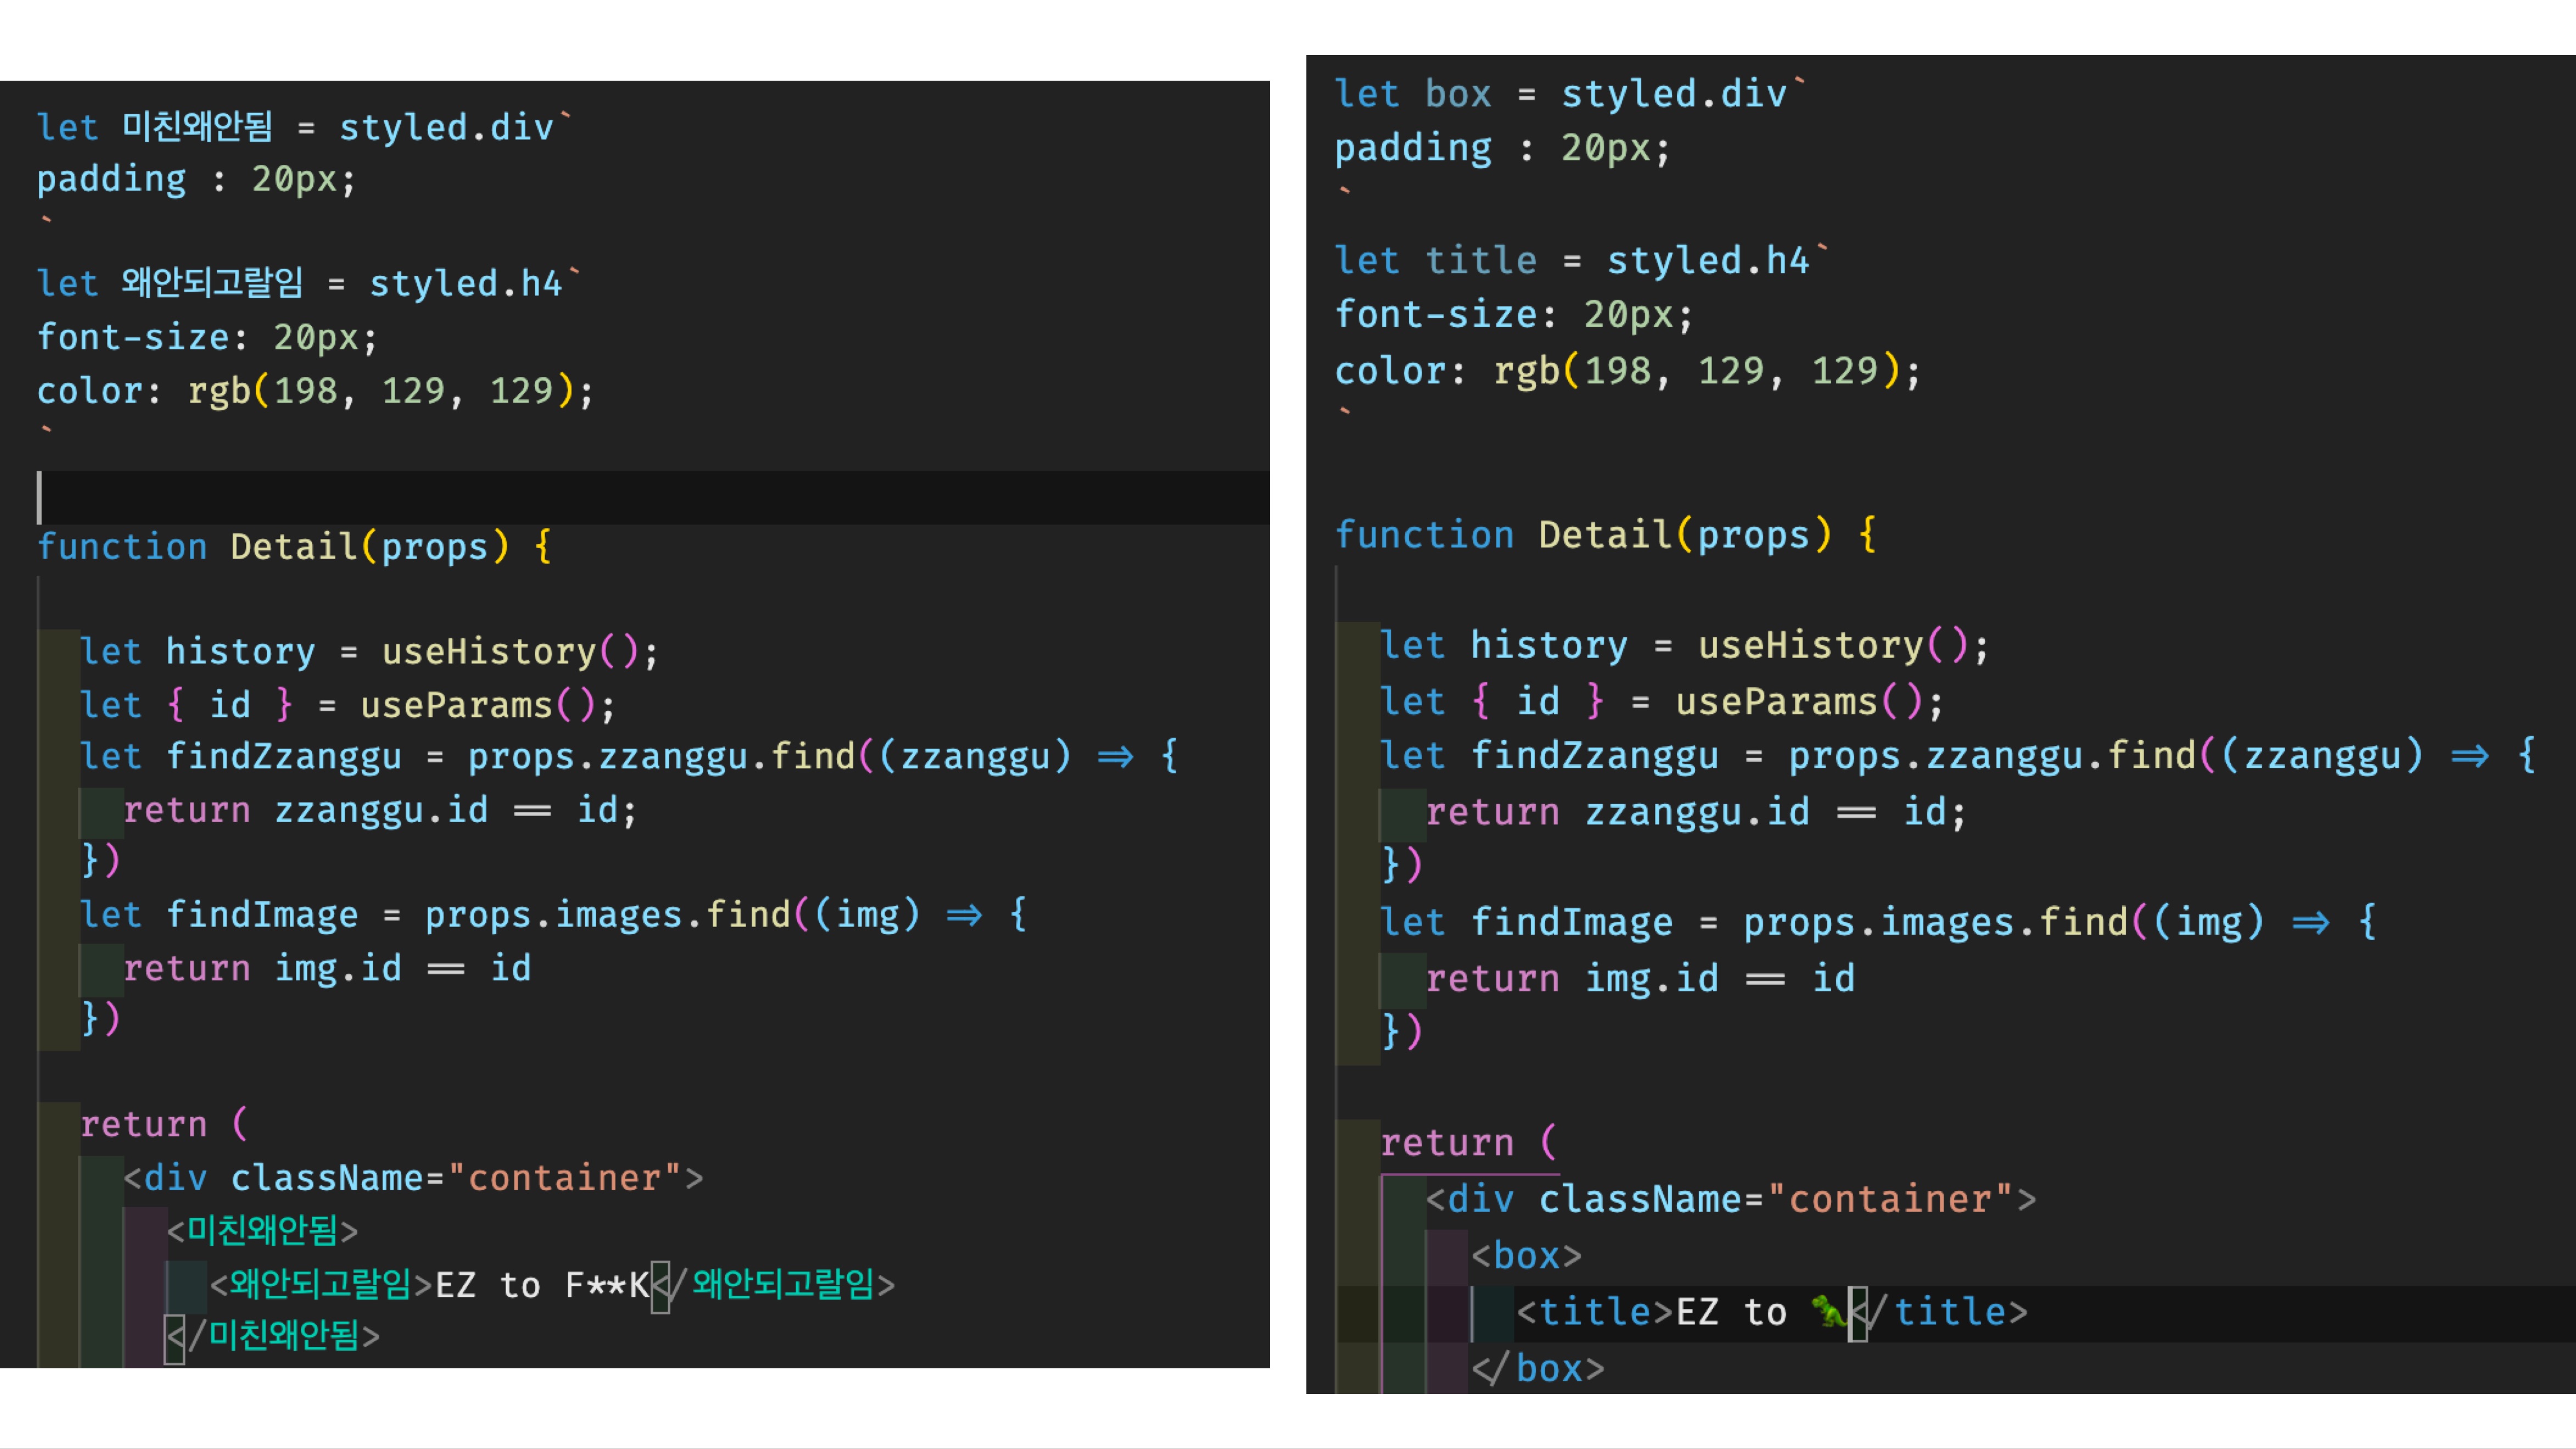 let 미친왜안됨 = styled.div`
padding : 20px;
`
let 왜안되고랄임 = styled.h4`
font-size: 20px;
color: rgb(198, 129, 129);
`
function Detail(props) {
let history = useHistory();
let { id } = useParams();
let findZzanggu = props.zzanggu.find((zzanggu) => {
return zzanggu.id == id;
})
let findImage = props.images.find((img) => {
return img.id == id
})
return (
<div className="container">
<미친왜안됨>
<왜안되고랄임>EZ to F**K</왜안되고랄임>
</미친왜안됨>
let box = styled.div`
padding : 20px;
`
let title = styled.h4`
font-size: 20px;
color: rgb(198, 129, 129);
`
function Detail(props) {
let history = useHistory();
let { id } = useParams();
let findZzanggu = props.zzanggu.find((zzanggu) => {
return zzanggu.id == id;
})
let findImage = props.images.find((img) => {
return img.id == id
})
return (
<div className="container">
<box>
<title>EZ to 🦖</title>
</box>